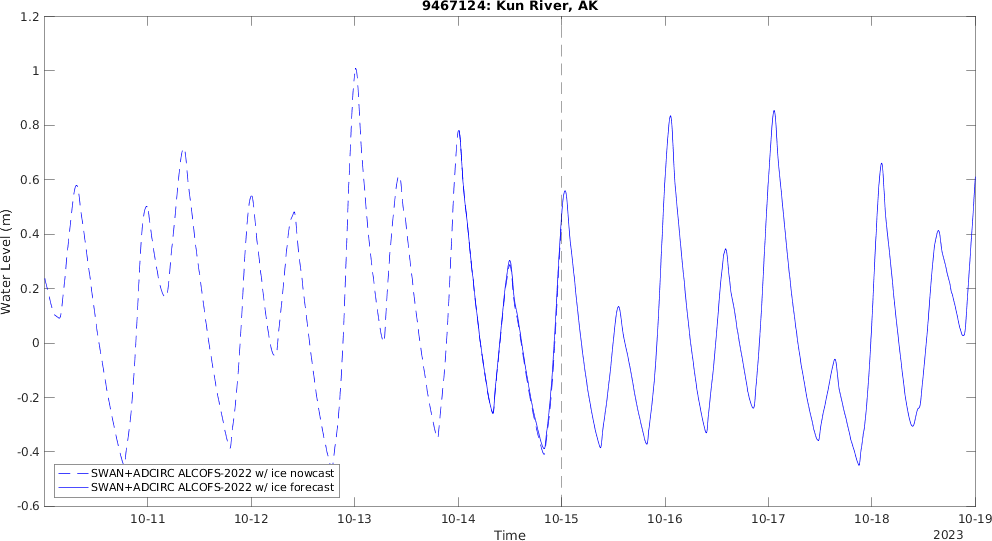 9467124: Kun River, AK
Water Level (m)
1.2
1
0.8
0.6
0.4
0.2
0
-0.2
-0.4
-0.6
SWAN+ADCIRC ALCOFS-2022 w/ ice nowcast
SWAN+ADCIRC ALCOFS-2022 w/ ice forecast
10-11 10-12 10-13 10-14 10-15 10-16 10-17 10-18 10-19
Time
2023